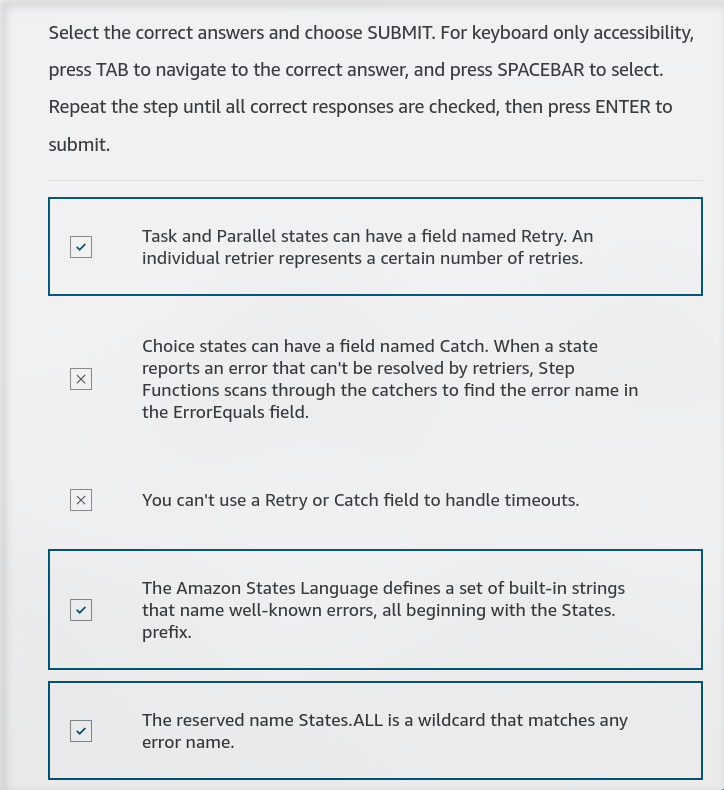 Select the correct answers and choose SUBMIT. For keyboard only accessibility,
press TAB to navigate to the correct answer, and press SPACEBAR to select.
Repeat the step until all correct responses are checked, then press ENTER to
submit.
Task and Parallel states can have a field named Retry. An
individual retrier represents a certain number of retries.
Choice states can have a field named Catch. When a state
reports an error that can't be resolved by retriers, Step
Functions scans through the catchers to find the error name in
the ErrorEquals field.
You can't use a Retry or Catch field to handle timeouts.
The Amazon States Language defines a set of built-in strings
that name well-known errors, all beginning with the States.
prefix.
The reserved name States.ALL is a wildcard that matches any
error name.